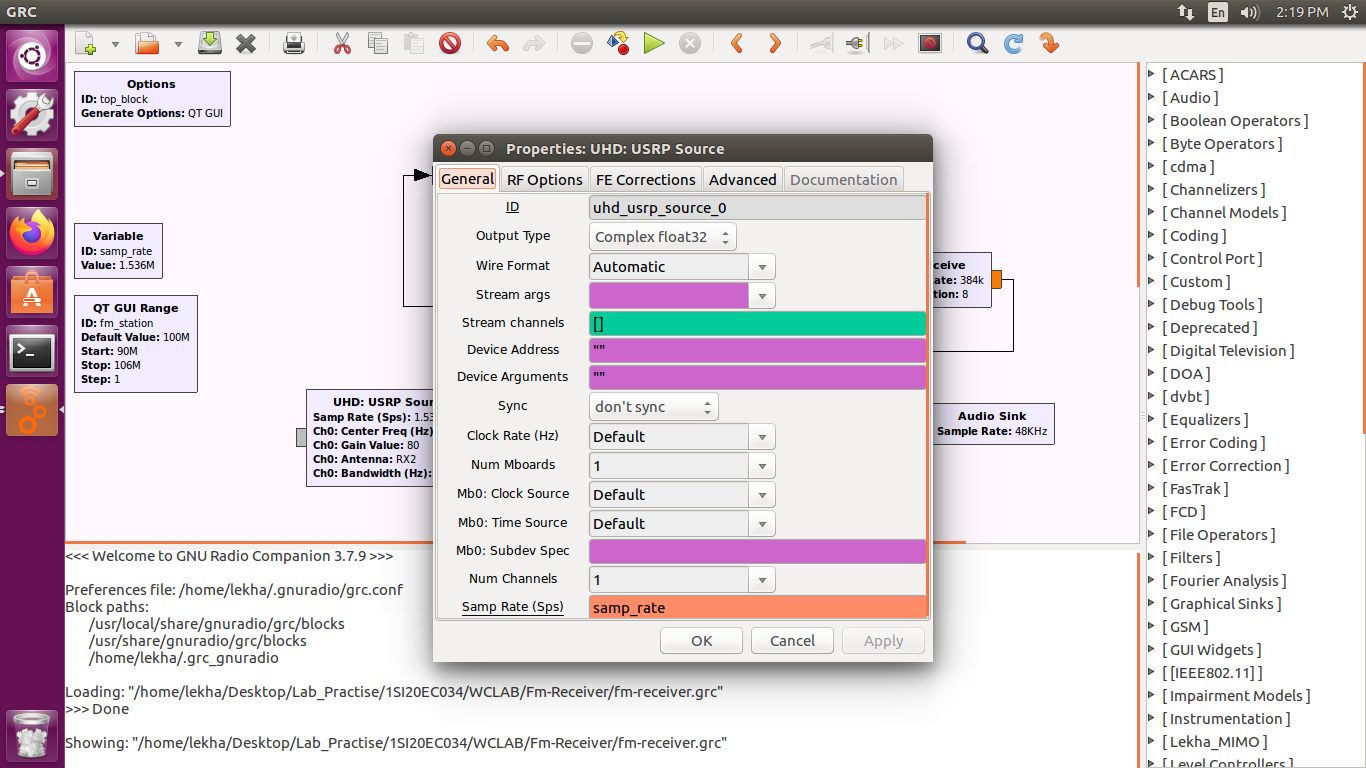 GRC
En
2:19 PM
Options
ID: top_block
Generate Options: QT GUI
Variable
ID: samp_rate
Value: 1.536M
QT GUI Range
ID: fm_station
Default Value: 100M
Start: 90M
Stop: 106M
Step: 1
UHD: USRP Sour
Samp Rate (Sps): 1.53
Ch0: Center Freq (Hz)
Ch0: Gain Value: 80
Ch0: Antenna: RX2
Ch0: Bandwidth (Hz):
Properties: UHD: USRP Source
General
RF Options
FE Corrections
Advanced
Documentation
ID uhd_usrp_source_0
Output Type Complex float32
Wire Format Automatic
Stream args
Stream channels []
Device Address ""
Device Arguments ""
Sync don't sync
Clock Rate (Hz) Default
Num Mboards 1
Mb0: Clock Source Default
Mb0: Time Source Default
Mb0: Subdev Spec
Num Channels 1
Samp Rate (Sps) samp_rate
OK
Cancel
Apply
ceive
ate: 384k
tion: 8
Audio Sink
Sample Rate: 48KHz
[ ACARS ]
[ Audio ]
[ Boolean Operators ]
[ Byte Operators ]
[ cdma ]
[ Channelizers ]
[ Channel Models ]
[ Coding ]
[ Control Port ]
[ Custom ]
[ Debug Tools ]
[ Deprecated ]
[ Digital Television ]
[ DOA ]
[ dvbt ]
[ Equalizers ]
[ Error Coding ]
[ Error Correction ]
[ FasTrak ]
[ FCD ]
[ File Operators ]
[ Filters ]
[ Fourier Analysis ]
[ Graphical Sinks ]
[ GSM ]
[ GUI Widgets ]
[ [IEEE802.11] ]
[ Impairment Models ]
[ Instrumentation ]
[ Lekha_MIMO ]
[ Level Controllers ]
<<< Welcome to GNU Radio Companion 3.7.9 >>>
Preferences file: /home/lekha/.gnuradio/grc.conf
Block paths:
/usr/local/share/gnuradio/grc/blocks
/usr/share/gnuradio/grc/blocks
/home/lekha/.grc_gnuradio
Loading: "/home/lekha/Desktop/Lab_Practise/1SI20EC034/WCLAB/Fm-Receiver/fm-receiver.grc"
>>> Done
Showing: "/home/lekha/Desktop/Lab_Practise/1SI20EC034/WCLAB/Fm-Receiver/fm-receiver.grc"